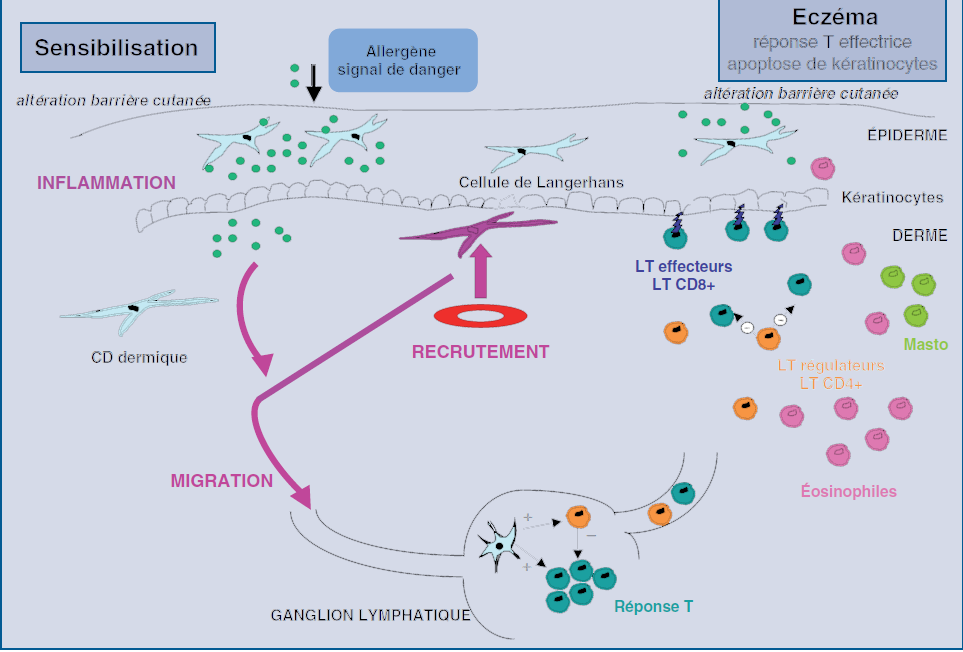 Sensibilisation
Allergène
signal de danger
Eczéma
réponse T effectrice
apoptose de kératinocytes
altération barrière cutanée
altération barrière cutanée
ÉPIDERME
INFLAMMATION
Cellule de Langerhans
Kératinocytes
DERME
LT effecteurs
LT CD8+
CD dermique
RECRUTEMENT
Masto
LT régulateurs
LT CD4+
MIGRATION
Éosinophiles
+
−
+
−
−
Réponse T
GANGLION LYMPHATIQUE